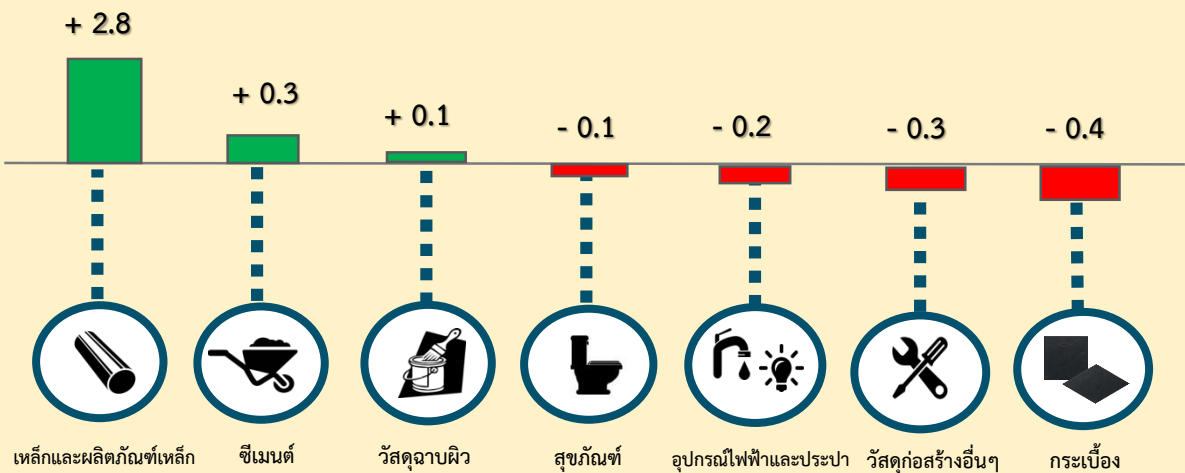 + 2.8
+ 0.3
+ 0.1
- 0.1
- 0.2
- 0.3
- 0.4
เหล็กและผลิตภัณฑ์เหล็ก
ซีเมนต์
วัสดุฉาบผิว
สุขภัณฑ์
อุปกรณ์ไฟฟ้าและประปา
วัสดุก่อสร้างอื่นๆ
กระเบื้อง